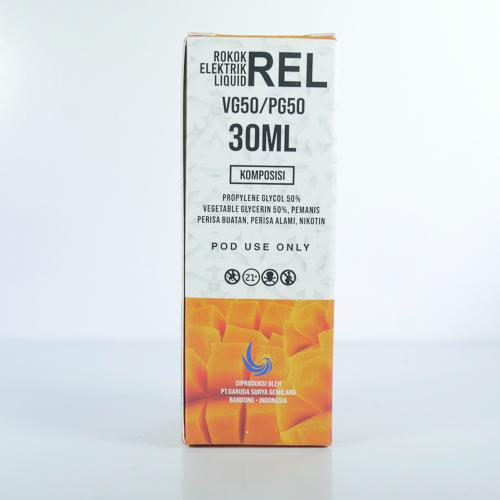 ROKOK
ELEKTRIK
LIQUID
REL
VG50/PG50
30ML
KOMPOSISI
PROPYLENE GLYCOL 50%
VEGETABLE GLYCERIN 50%, PEMANIS
PERISA BUATAN, PERISA ALAMI, NIKOTIN
POD USE ONLY
21+
DIPRODUKSI OLEH
PT.GARUDA SURYA GEMILANG
BANDUNG - INDONESIA